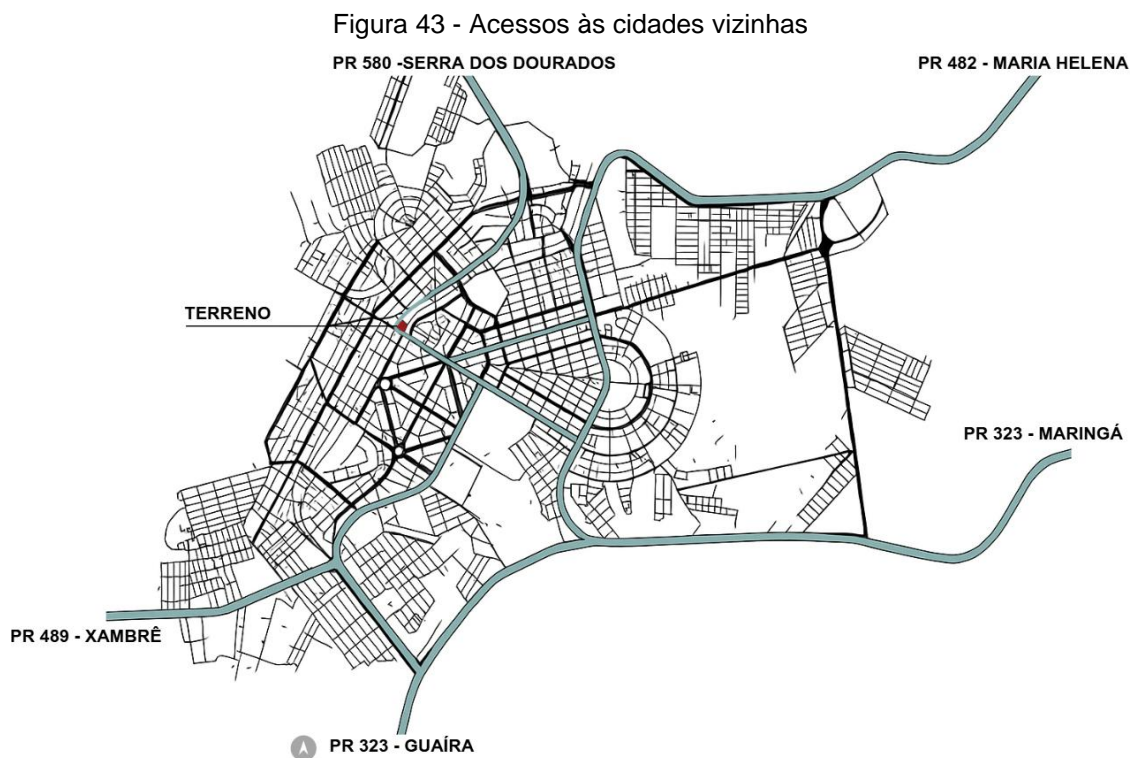 Figura 43 - Acessos às cidades vizinhas
PR 580 -SERRA DOS DOURADOS
PR 482 - MARIA HELENA
TERRENO
PR 323 - MARINGÁ
PR 489 - XAMBRÊ
PR 323 - GUAÍRA